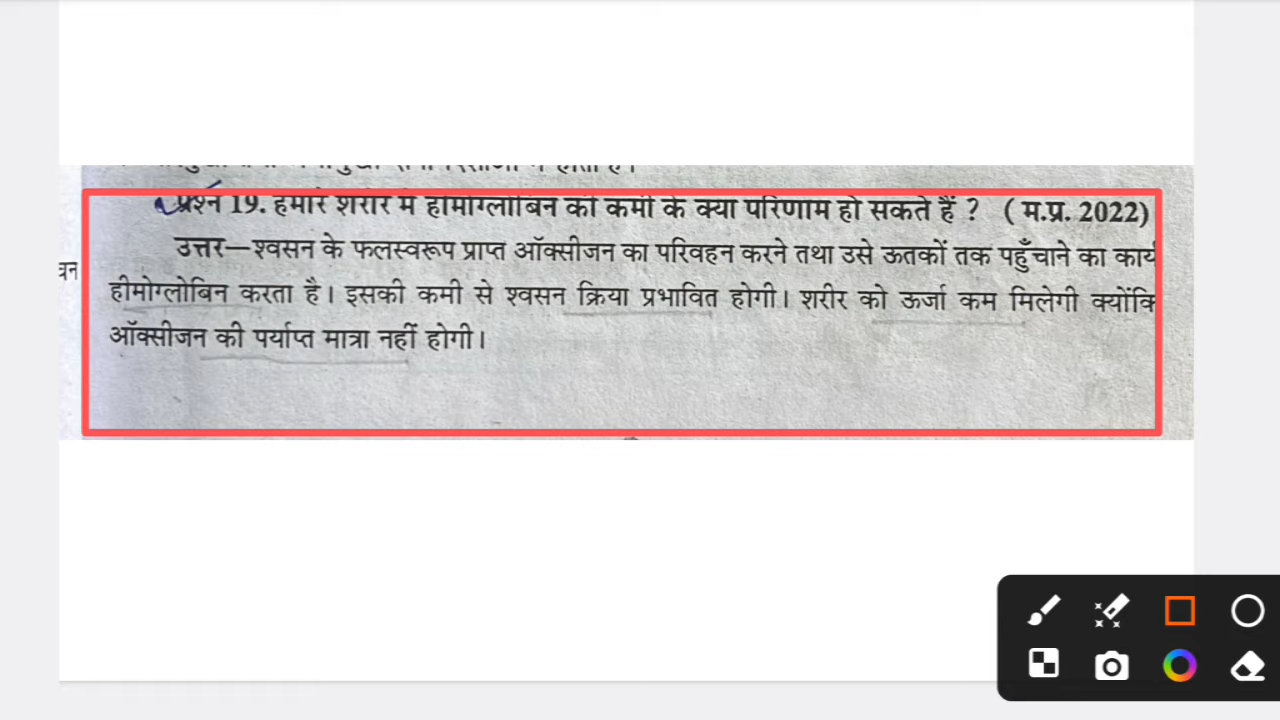 प्रश्न 19. हमारे शरीर में हीमोग्लोबिन की कमी के क्या परिणाम हो सकते हैं ? ( म.प्र. 2022)
उत्तर—श्वसन के फलस्वरूप प्राप्त ऑक्सीजन का परिवहन करने तथा उसे ऊतकों तक पहुँचाने का कार्य
हीमोग्लोबिन करता है। इसकी कमी से श्वसन क्रिया प्रभावित होगी। शरीर को ऊर्जा कम मिलेगी क्योंकि
ऑक्सीजन की पर्याप्त मात्रा नहीं होगी।